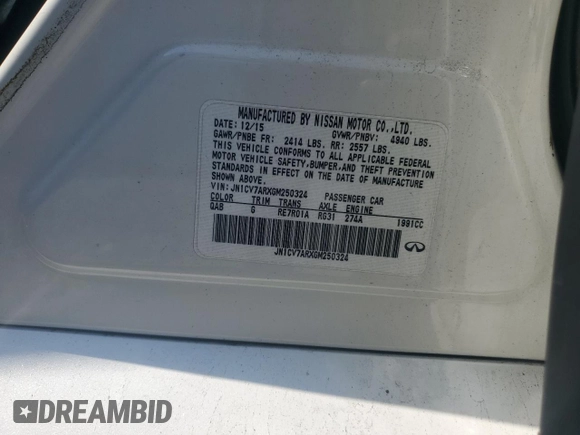 MANUFACTURED BY NISSAN MOTOR CO.,LTD.
DATE: 12/15 GVWR/PNBV: 4940 LBS.
GAWR/PNBE FR: 2414 LBS. RR: 2557 LBS.
THIS VEHICLE CONFORMS TO ALL APPLICABLE FEDERAL
MOTOR VEHICLE SAFETY,BUMPER,AND THEFT PREVENTION
STANDARDS IN EFFECT ON THE DATE OF MANUFACTURE
SHOWN ABOVE.
VIN: JN1CV7ARXGM250324 PASSENGER CAR
COLOR TRIM TRANS AXLE ENGINE
QAB G RE7R01A RG31 274A 1991CC
JN1CV7ARXGM250324
DREAMBID